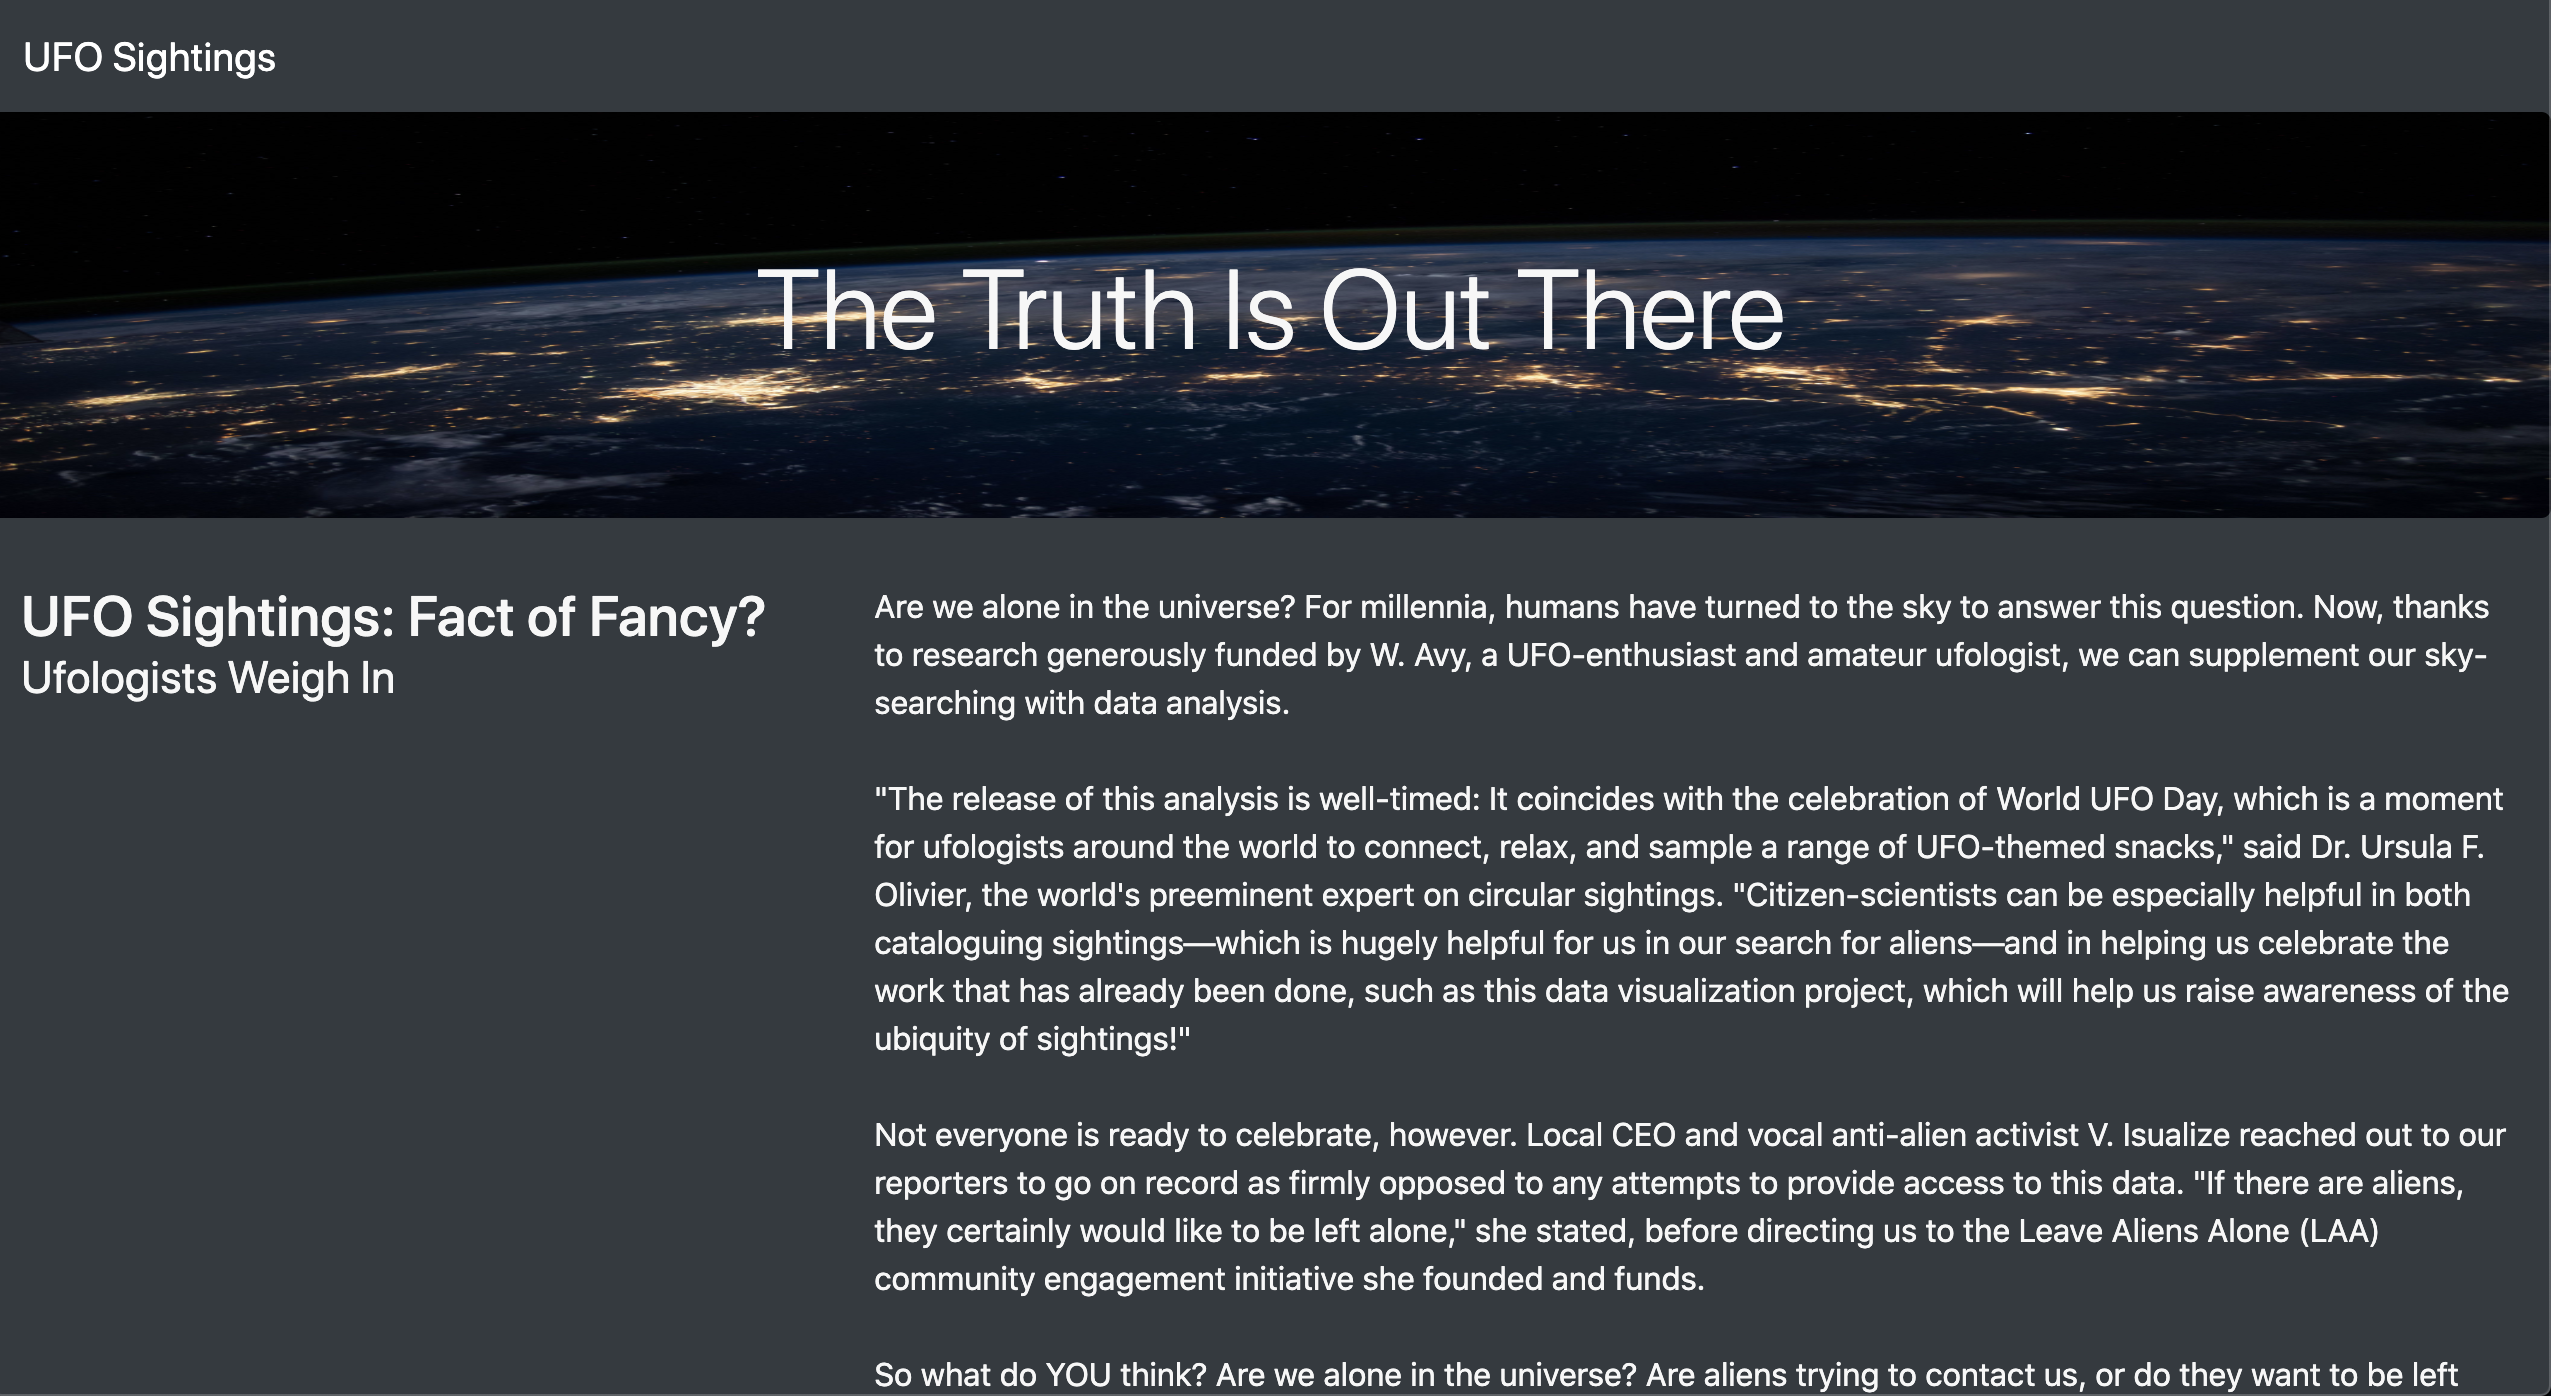 UFO Sightings
The Truth Is Out There
UFO Sightings: Fact of Fancy?
Ufologists Weigh In
Are we alone in the universe? For millennia, humans have turned to the sky to answer this question. Now, thanks
to research generously funded by W. Avy, a UFO-enthusiast and amateur ufologist, we can supplement our sky-
searching with data analysis.
"The release of this analysis is well-timed: It coincides with the celebration of World UFO Day, which is a moment
for ufologists around the world to connect, relax, and sample a range of UFO-themed snacks," said Dr. Ursula F.
Olivier, the world's preeminent expert on circular sightings. "Citizen-scientists can be especially helpful in both
cataloguing sightings—which is hugely helpful for us in our search for aliens—and in helping us celebrate the
work that has already been done, such as this data visualization project, which will help us raise awareness of the
ubiquity of sightings!"
Not everyone is ready to celebrate, however. Local CEO and vocal anti-alien activist V. Isualize reached out to our
reporters to go on record as firmly opposed to any attempts to provide access to this data. "If there are aliens,
they certainly would like to be left alone," she stated, before directing us to the Leave Aliens Alone (LAA)
community engagement initiative she founded and funds.
So what do YOU think? Are we alone in the universe? Are aliens trying to contact us, or do they want to be left